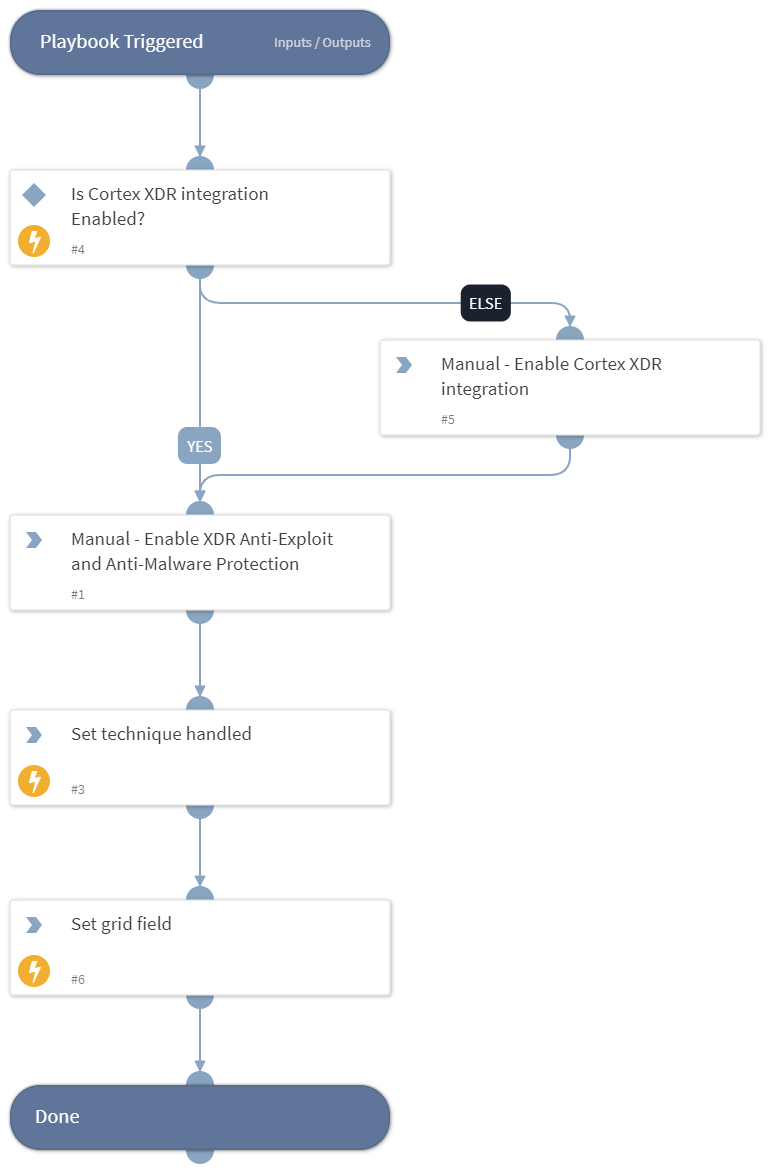 Playbook Triggered
Inputs / Outputs
Is Cortex XDR integration
Enabled?
#4
ELSE
Manual - Enable Cortex XDR
integration
#5
YES
Manual - Enable XDR Anti-Exploit
and Anti-Malware Protection
#1
Set technique handled
#3
Set grid field
#6
Done